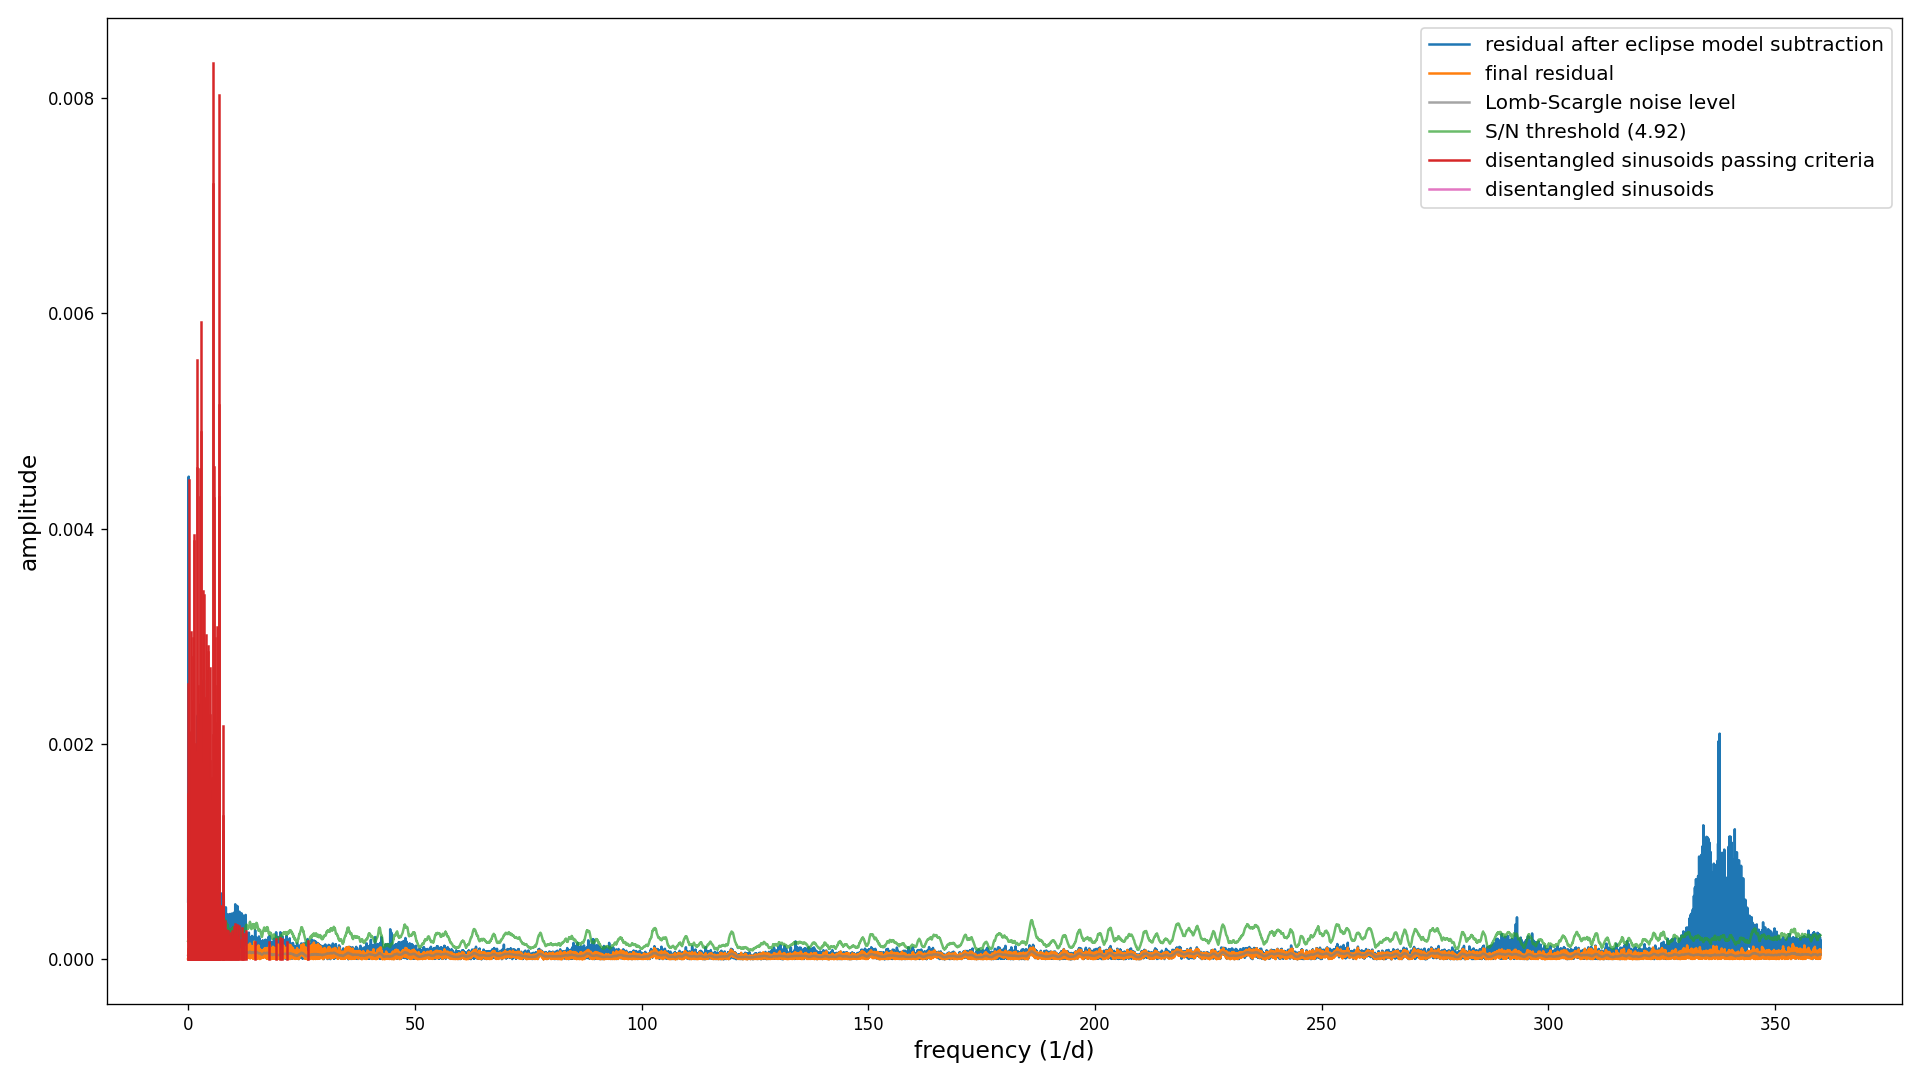 residual after eclipse model subtraction
final residual
Lomb-Scargle noise level
S/N threshold (4.92)
disentangled sinusoids passing criteria
disentangled sinusoids
0.008
0.006
0.004
0.002
0.000
amplitude
0 50 100 150 200 250 300 350
frequency (1/d)